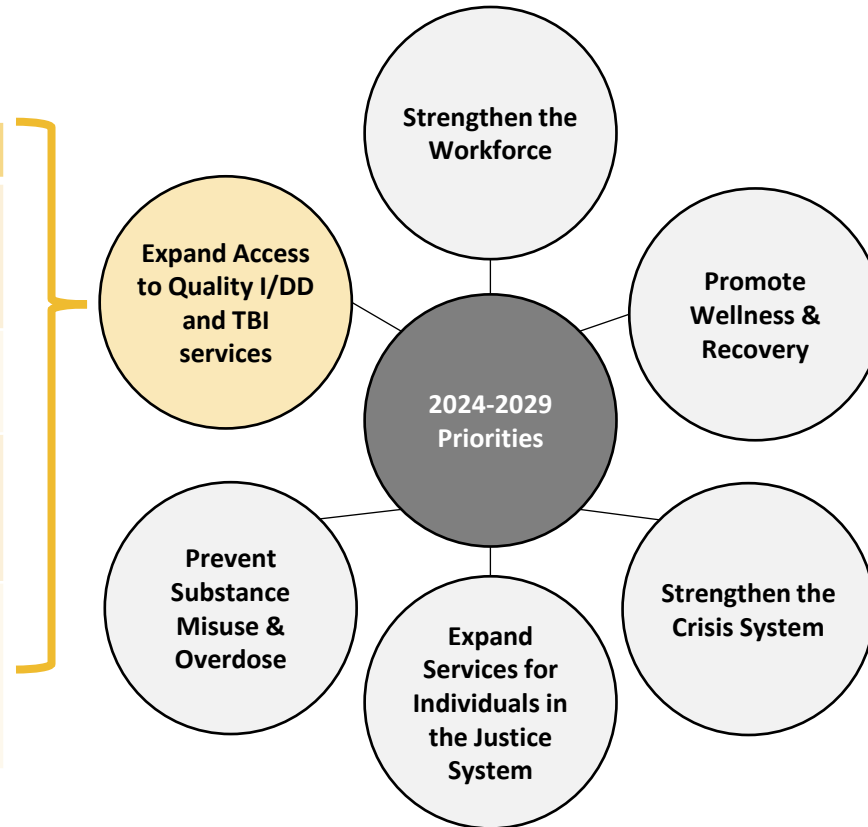 Strengthen the
Workforce
Expand Access
to Quality I/DD
and TBI
services
Promote
Wellness &
Recovery
2024-2029
Priorities
Prevent
Substance
Misuse &
Overdose
Expand
Services for
Individuals in
the Justice
System
Strengthen the
Crisis System